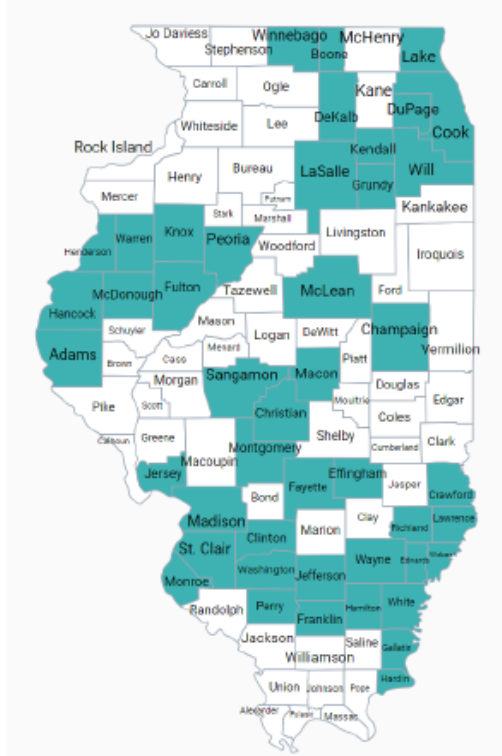 Jo Daviess
Stephenson
Winnebago
Boone
McHenry
Lake
Carroll
Ogle
Kane
DeKalb
DuPage
Cook
Whiteside
Lee
Kendall
Rock Island
Bureau
LaSalle
Will
Henry
Grundy
Mercer
Putnam
Stark
Marshall
Kankakee
Livingston
Knox
Warren
Peoria
Woodford
Henderson
Iroquois
Fulton
McDonough
Tazewell
McLean
Ford
Hancock
Mason
Schuyler
Logan
DeWitt
Champaign
Adams
Menard
Vermilion
Cass
Piatt
Brown
Sangamon
Macon
Morgan
Douglas
Moultrie
Edgar
Pike
Scott
Christian
Coles
Shelby
Calhoun
Greene
Montgomery
Cumberland
Clark
Macoupin
Jersey
Effingham
Fayette
Jasper
Crawford
Bond
Madison
Clay
Lawrence
Marion
Richland
Clinton
St. Clair
Wayne
Edwards
Wabash
Washington
Jefferson
Monroe
Randolph
Perry
Hamilton
White
Franklin
Jackson
Saline
Gallatin
Williamson
Hardin
Union
Johnson
Pope
Alexander
Pulaski
Massac